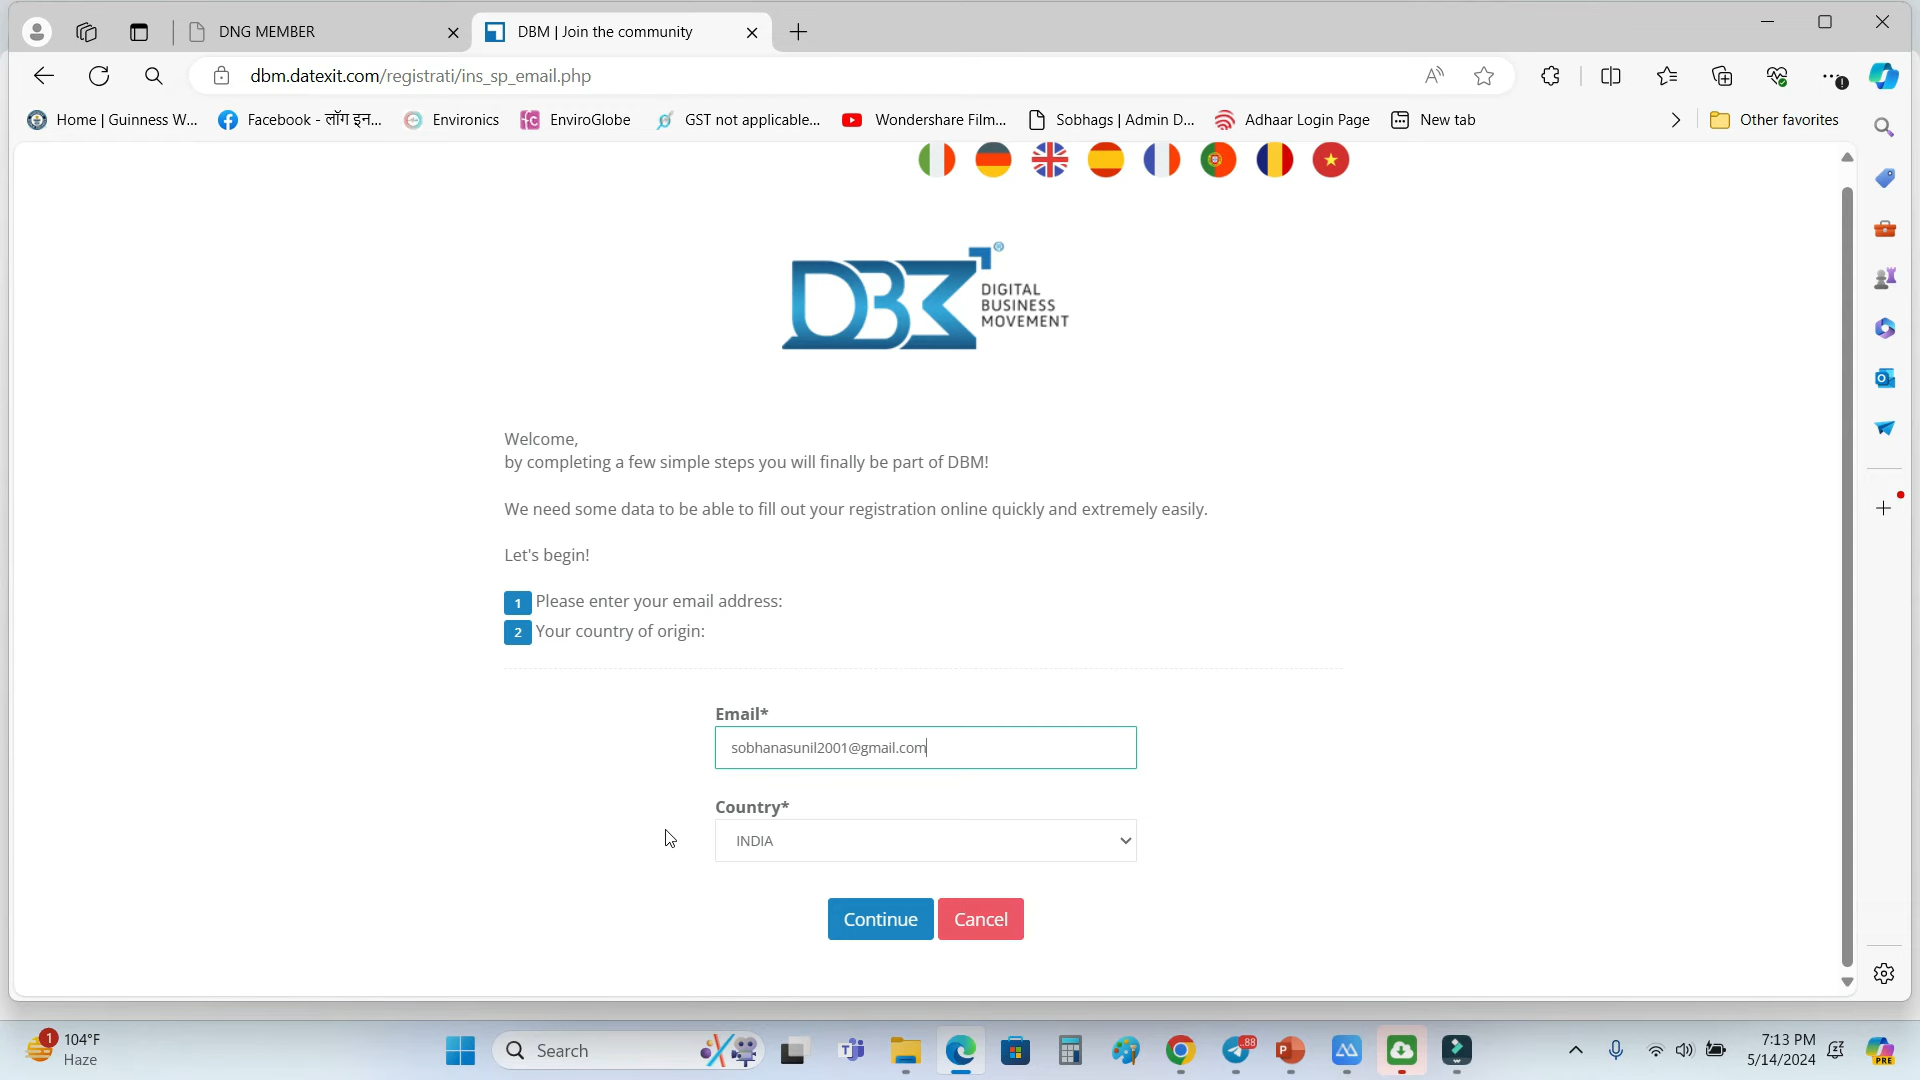 DNG MEMBER
DBM | Join the community
dbm.datexit.com/registrati/ins_sp_email.php
Home | Guinness W...
Facebook - लॉग इन...
Environics
EnviroGlobe
GST not applicable...
Wondershare Film...
Sobhags | Admin D...
Adhaar Login Page
New tab
Other favorites
DBM
®
DIGITAL
BUSINESS
MOVEMENT
Welcome,
by completing a few simple steps you will finally be part of DBM!
We need some data to be able to fill out your registration online quickly and extremely easily.
Let's begin!
1 Please enter your email address:
2 Your country of origin:
Email*
sobhanasunil2001@gmail.com
Country*
INDIA
Continue
Cancel
1
104°F
Haze
Search
.88
7:13 PM
5/14/2024
PRE